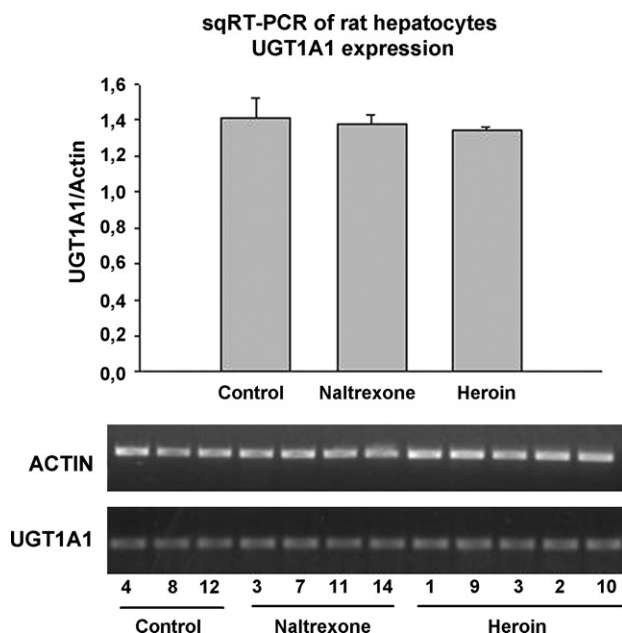 sqRT-PCR of rat hepatocytes
UGT1A1 expression
UGT1A1/Actin
1,6
1,4
1,2
1,0
0,8
0,6
0,4
0,2
0,0
Control Naltrexone Heroin
ACTIN
UGT1A1
4 8 12 3 7 11 14 1 9 3 2 10
Control Naltrexone Heroin